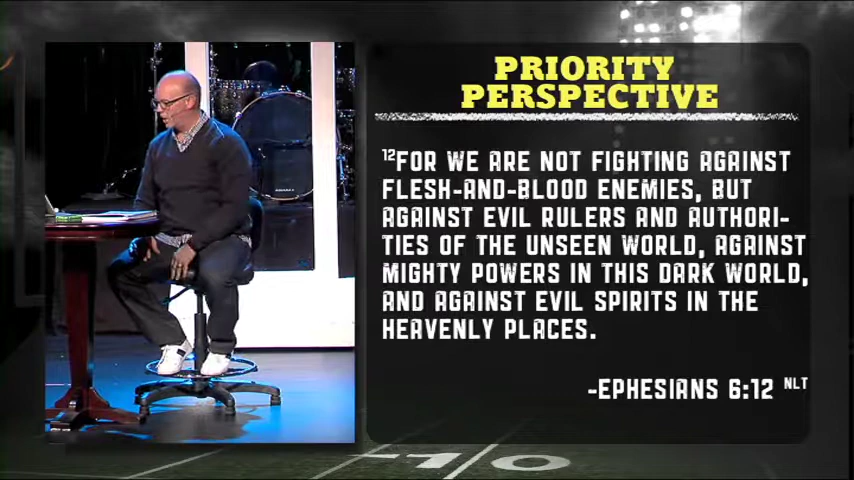 PRIORITY
PERSPECTIVE
12FOR WE ARE NOT FIGHTING AGAINST
FLESH-AND-BLOOD ENEMIES, BUT
AGAINST EVIL RULERS AND AUTHORI-
TIES OF THE UNSEEN WORLD, AGAINST
MIGHTY POWERS IN THIS DARK WORLD,
AND AGAINST EVIL SPIRITS IN THE
HEAVENLY PLACES.
-EPHESIANS 6:12 NLT
10